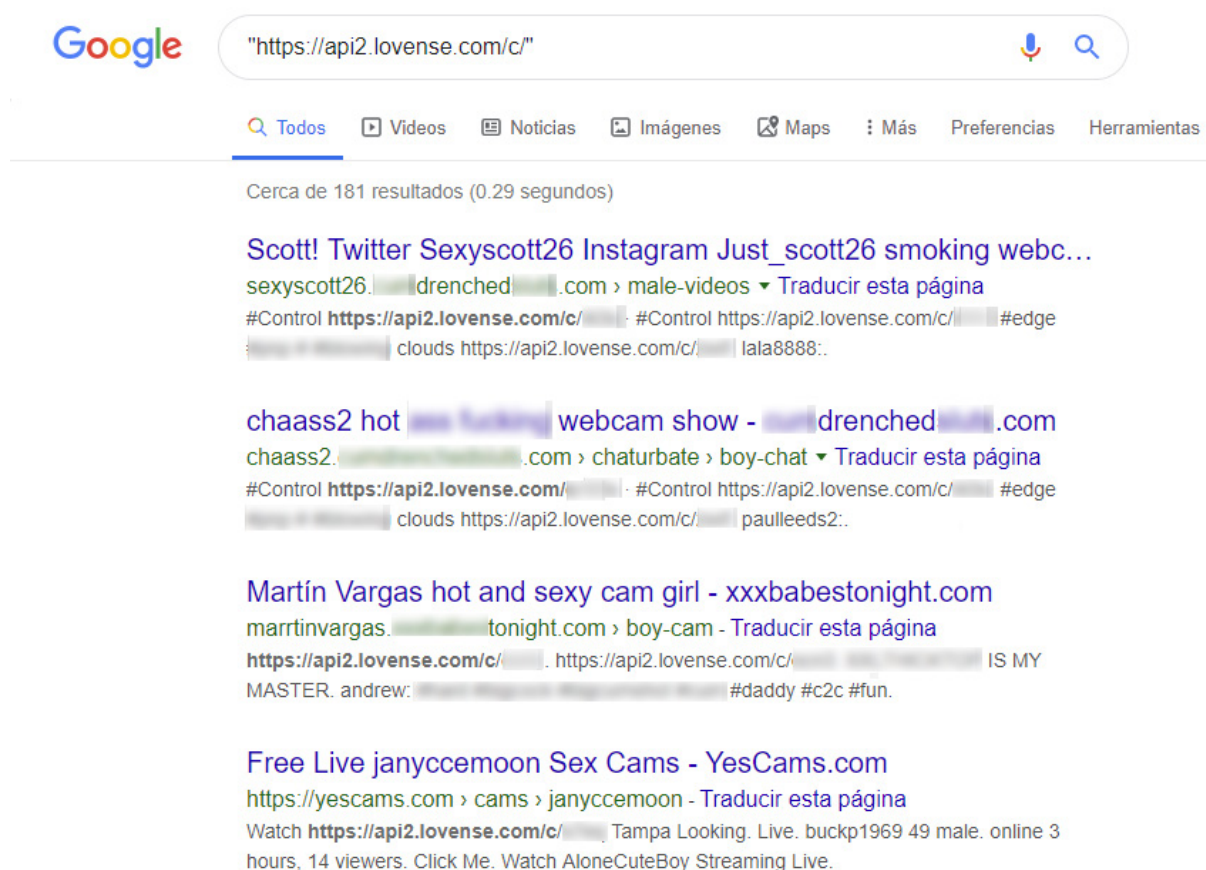 Google
"https://api2.lovense.com/c/"
Todos Videos Noticias Imágenes Maps Más Preferencias Herramientas
Cerca de 181 resultados (0.29 segundos)
Scott! Twitter Sexyscott26 Instagram Just_scott26 smoking webc...
sexyscott26. drenched .com › male-videos ▾ Traducir esta página
#Control https://api2.lovense.com/c/ · #Control https://api2.lovense.com/c/ #edge
clouds https://api2.lovense.com/c/ lala8888:.
chaass2 hot webcam show - drenched .com
chaass2. .com › chaturbate › boy-chat ▾ Traducir esta página
#Control https://api2.lovense.com/ · #Control https://api2.lovense.com/c/ #edge
clouds https://api2.lovense.com/c/ paulleeds2:.
Martín Vargas hot and sexy cam girl - xxxbabestonight.com
marrtinvargas. tonight.com › boy-cam - Traducir esta página
https://api2.lovense.com/c/ . https://api2.lovense.com/c/ IS MY
MASTER. andrew: #daddy #c2c #fun.
Free Live janyccemoon Sex Cams - YesCams.com
https://yescams.com › cams › janyccemoon - Traducir esta página
Watch https://api2.lovense.com/c/ Tampa Looking. Live. buckp1969 49 male. online 3
hours, 14 viewers. Click Me. Watch AloneCuteBoy Streaming Live.